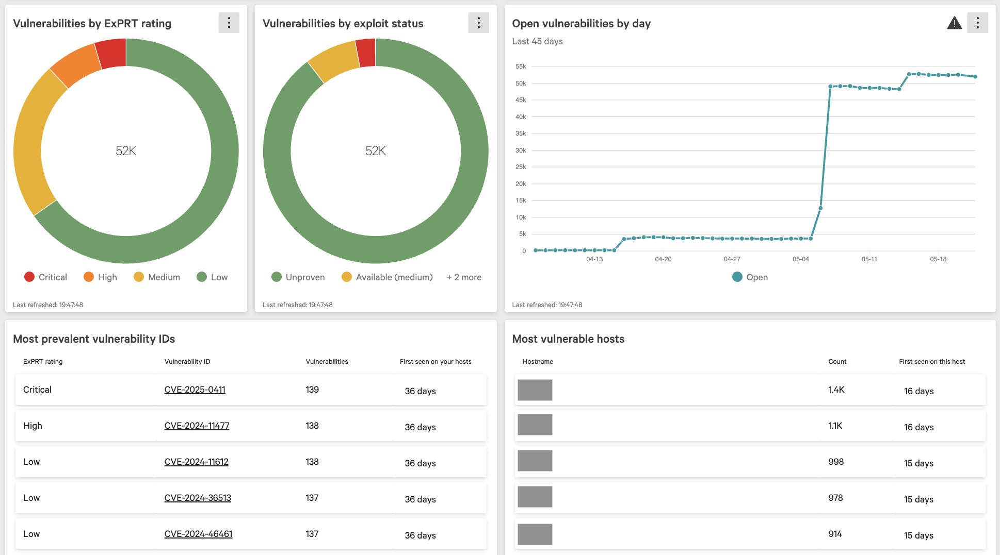 Vulnerabilities by ExPRT rating
52K
Critical High Medium Low
Last refreshed: 19:47:48
Vulnerabilities by exploit status
52K
Unproven Available (medium) + 2 more
Last refreshed: 19:47:48
Open vulnerabilities by day
Last 45 days
55k
50k
45k
40k
35k
30k
25k
20k
15k
10k
5k
0
04-13 04-20 04-27 05-04 05-11 05-18
Open
Last refreshed: 19:47:48
Most prevalent vulnerability IDs
ExPRT rating Vulnerability ID Vulnerabilities First seen on your hosts
Critical CVE-2025-0411 139 36 days
High CVE-2024-11477 138 36 days
Low CVE-2024-11612 138 36 days
Low CVE-2024-36513 137 36 days
Low CVE-2024-46461 137 36 days
Most vulnerable hosts
Hostname Count First seen on this host
1.4K 16 days
1.1K 16 days
998 15 days
978 15 days
914 15 days